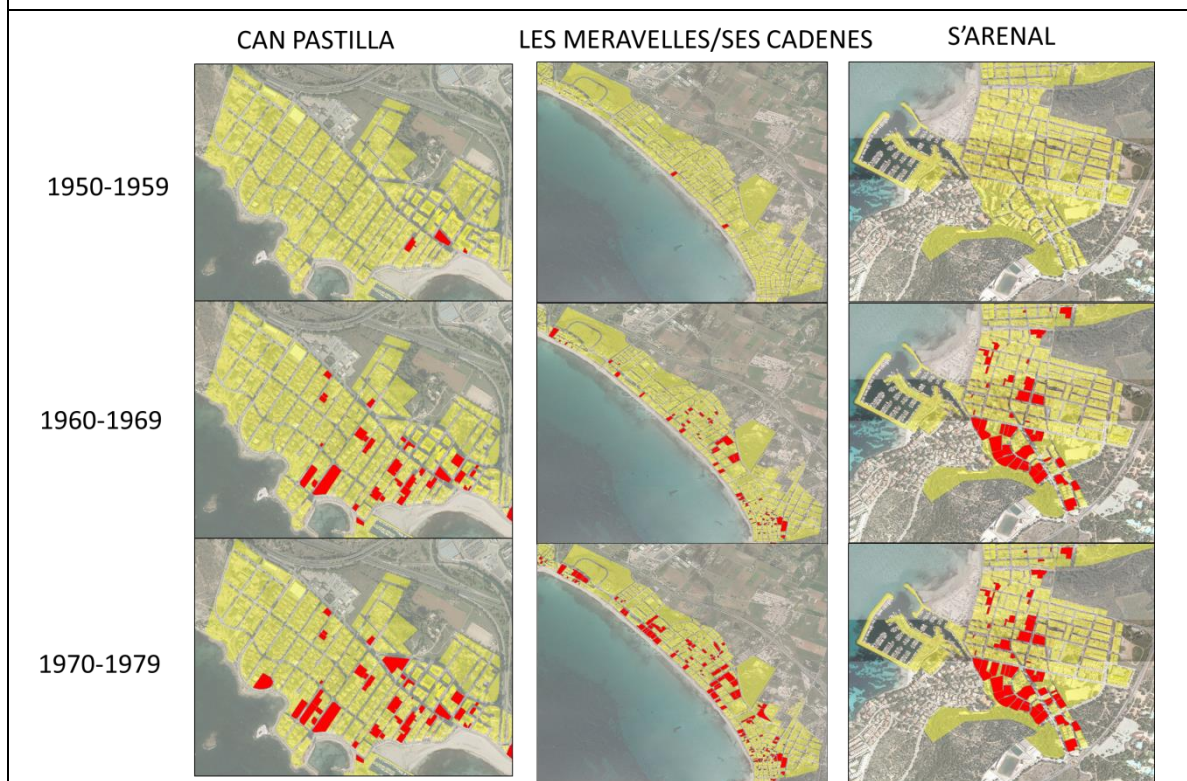 CAN PASTILLA
LES MERAVELLES/SES CADENES
S'ARENAL
1950-1959
1960-1969
1970-1979